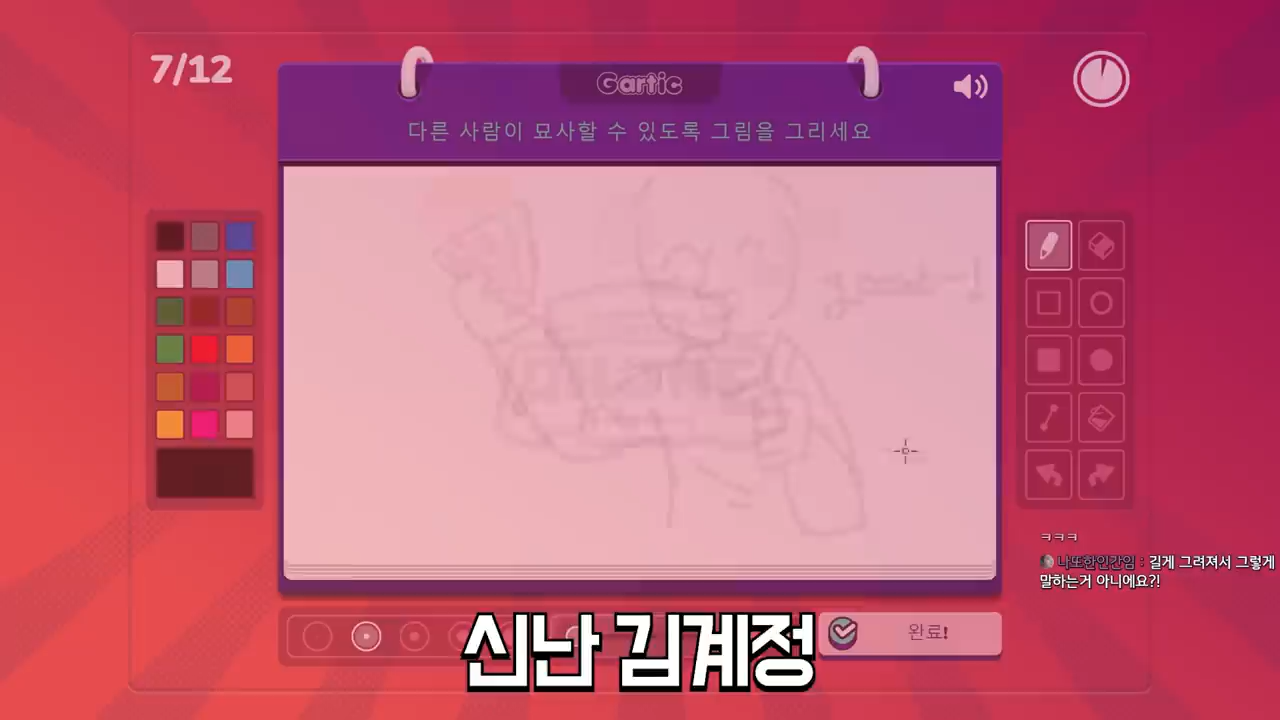 7/12
Gartic
다른 사람이 묘사할 수 있도록 그림을 그리세요
ㅋㅋㅋ
나또한인간임 : 길게 그려져서 그렇게
말하는거 아니에요?!
완료!
신난 김계정